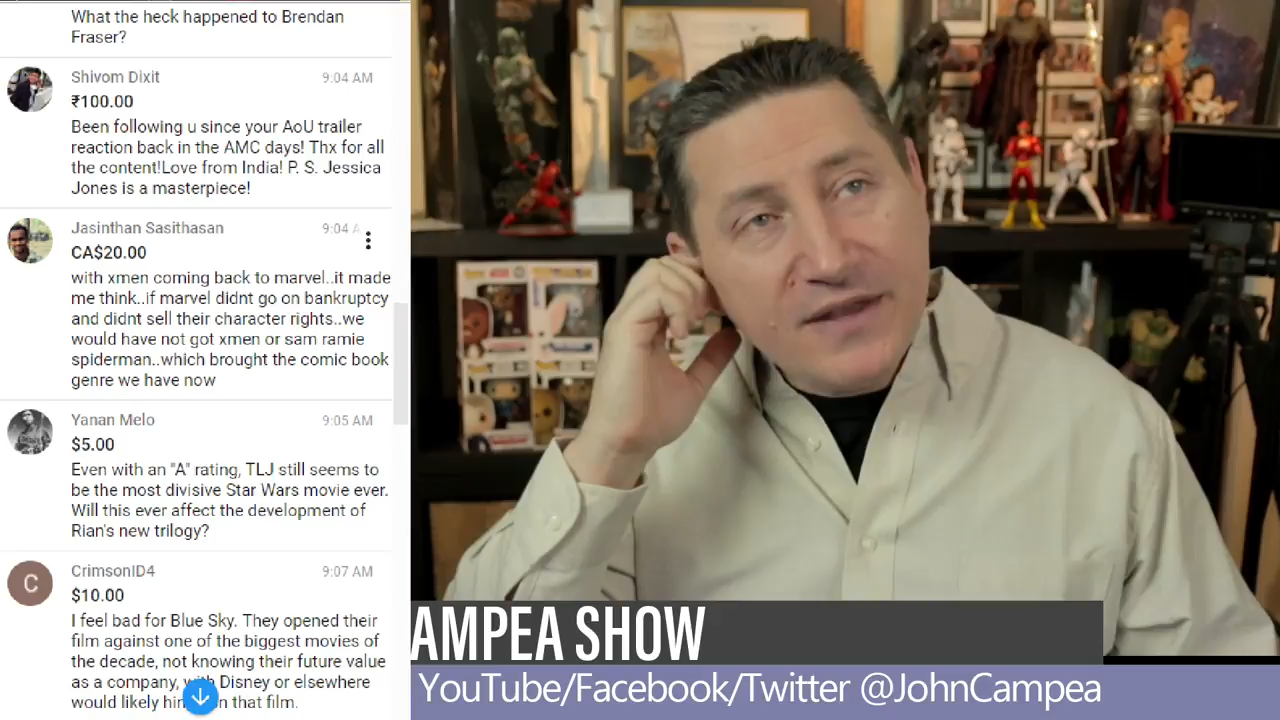 What the heck happened to Brendan
Fraser?
Shivom Dixit
9:04 AM
₹100.00
Been following u since your AoU trailer
reaction back in the AMC days! Thx for all
the content!Love from India! P. S. Jessica
Jones is a masterpiece!
Jasinthan Sasithasan
9:04 A
CA$20.00
with xmen coming back to marvel..it made
me think..if marvel didnt go on bankruptcy
and didnt sell their character rights..we
would have not got xmen or sam ramie
spiderman..which brought the comic book
genre we have now
Yanan Melo
9:05 AM
$5.00
Even with an "A" rating, TLJ still seems to
be the most divisive Star Wars movie ever.
Will this ever affect the development of
Rian's new trilogy?
C
CrimsonID4
9:07 AM
$10.00
I feel bad for Blue Sky. They opened their
film against one of the biggest movies of
the decade, not knowing their future value
as a company, with Disney or elsewhere
would likely on that film.
AMPEA SHOW
YouTube/Facebook/Twitter @JohnCampea